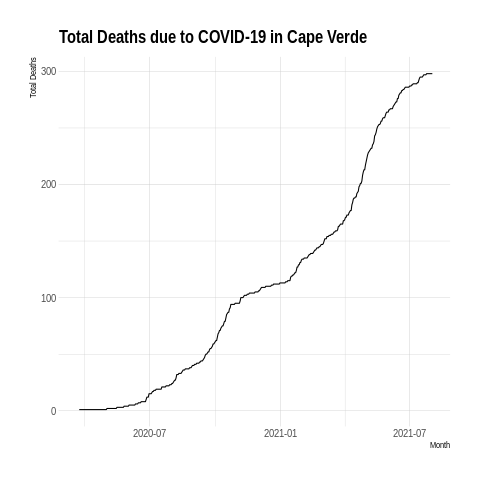 Total Deaths due to COVID-19 in Cape Verde
Total Deaths
300
200
100
0
2020-07
2021-01
2021-07
Month